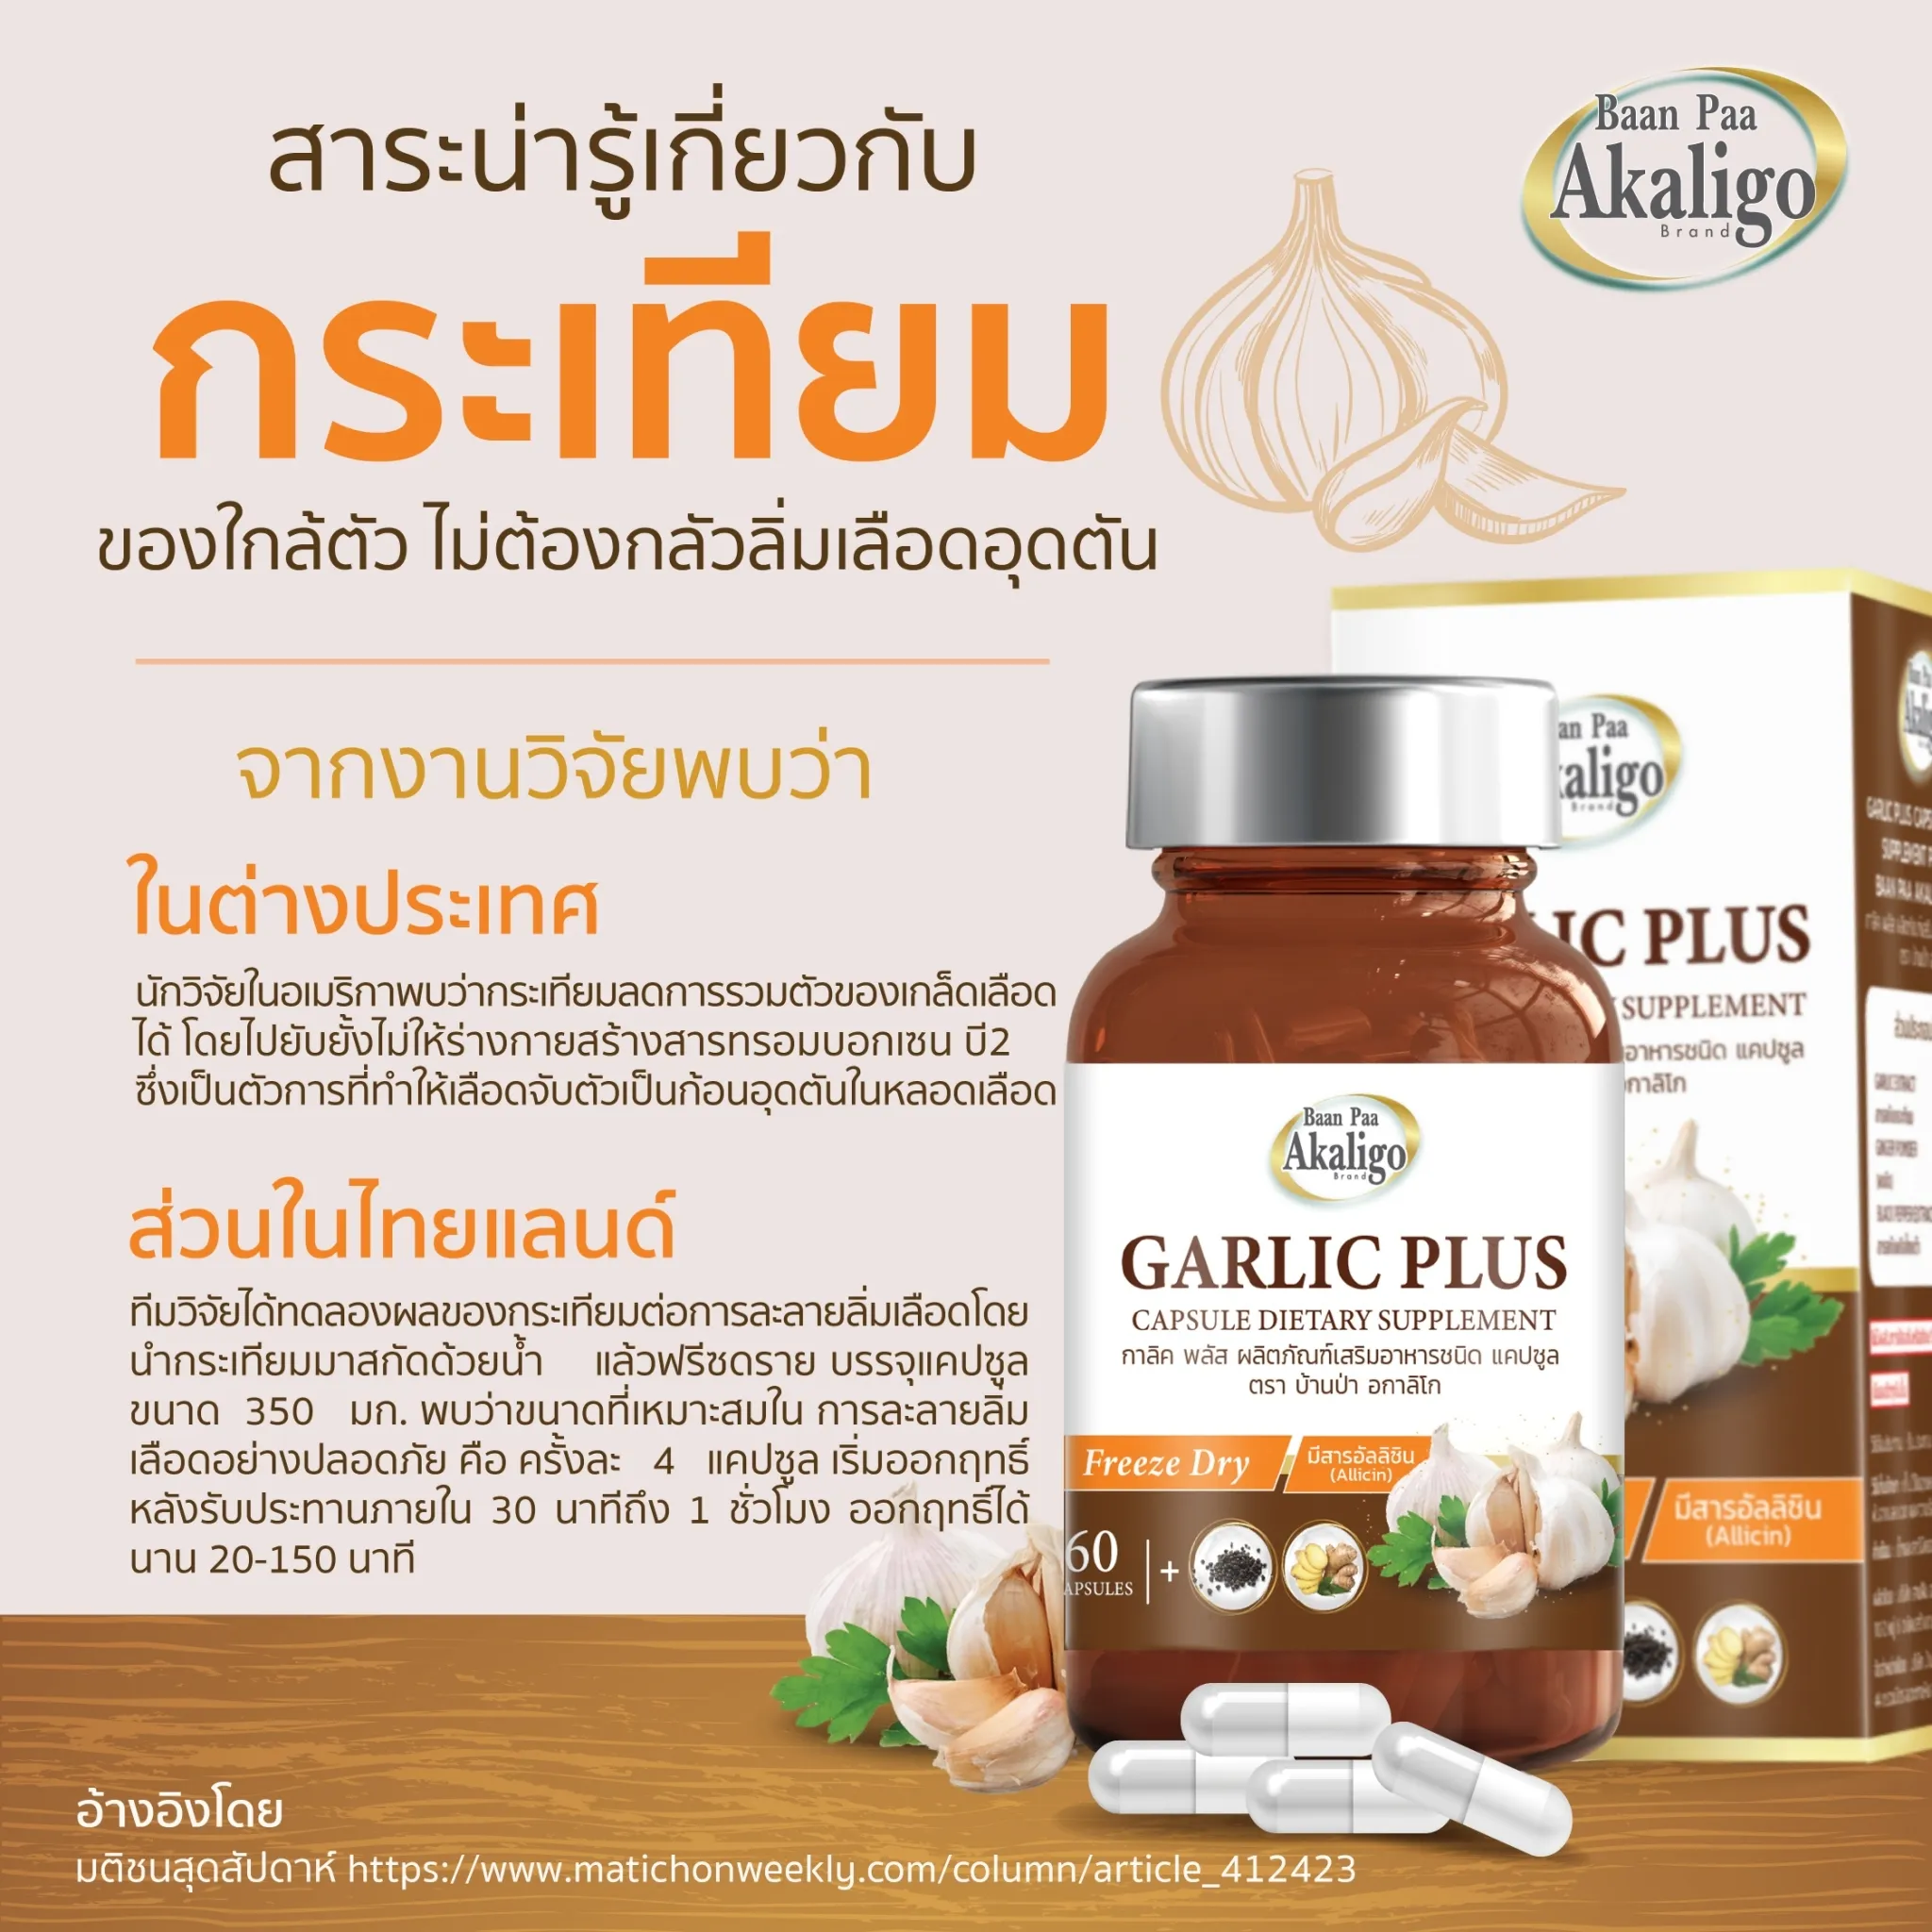 สาระน่ารู้เกี่ยวกับ
กระเทียม
ของใกล้ตัว ไม่ต้องกลัวลิ่มเลือดอุดตัน
Baan Paa
Akaligo
Brand
จากงานวิจัยพบว่า
ในต่างประเทศ
นักวิจัยในอเมริกาพบว่ากระเทียมลดการรวมตัวของเกล็ดเลือด
ได้ โดยไปยับยั้งไม่ให้ร่างกายสร้างสารทรอมบอกเซน บี2
ซึ่งเป็นตัวการที่ทำให้เลือดจับตัวเป็นก้อนอุดตันในหลอดเลือด
ส่วนในไทยแลนด์
ทีมวิจัยได้ทดลองผลของกระเทียมต่อการละลายลิ่มเลือดโดย
นำกระเทียมมาสกัดด้วยน้ำ แล้วฟรีซดราย บรรจุแคปซูล
ขนาด 350 มก. พบว่าขนาดที่เหมาะสมใน การละลายลิ่ม
เลือดอย่างปลอดภัย คือ ครั้งละ 4 แคปซูล เริ่มออกฤทธิ์
หลังรับประทานภายใน 30 นาทีถึง 1 ชั่วโมง ออกฤทธิ์ได้
นาน 20-150 นาที
Baan Paa
Akaligo
Brand
GARLIC PLUS
CAPSULE DIETARY SUPPLEMENT
กาลิค พลัส ผลิตภัณฑ์เสริมอาหารชนิด แคปซูล
ตรา บ้านป่า อกาลิโก
Freeze Dry
มีสารอัลลิซิน
(Allicin)
60
APSULES
+
an Paa
aligo
Brand
IC PLUS
SUPPLEMENT
อาหารชนิด แคปซูล
กาลิโก
มีสารอัลลิซิน
(Allicin)
อ้างอิงโดย
มติชนสุดสัปดาห์ https://www.matichonweekly.com/column/article_412423